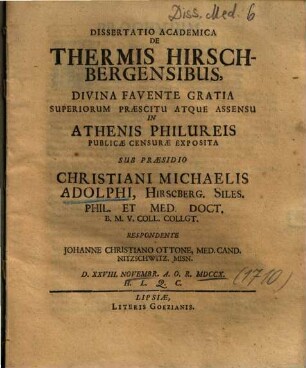 Diss. Med. 6
DISSERTATIO ACADEMICA
DE
THERMIS HIRSCH-
BERGENSIBUS,
DIVINA FAVENTE GRATIA
SUPERIORUM PRÆSCITU ATQUE ASSENSU
IN
ATHENIS PHILUREIS
PUBLICÆ CENSURÆ EXPOSITA
SUB PRÆSIDIO
CHRISTIANI MICHAELIS
ADOLPHI, HIRSCBERG. SILES.
PHIL. ET MED. DOCT.
B. M. V. COLL. COLLGT.
RESPONDENTE
JOHANNE CHRISTIANO OTTONE, MED. CAND.
NITZSCHWITZ. MISN.
D. XXVIII. NOVEMBR. A. O. R. MDCCX.
H. L. Q. C.
(1710)
LIPSIÆ,
LITERIS GOEZIANIS.